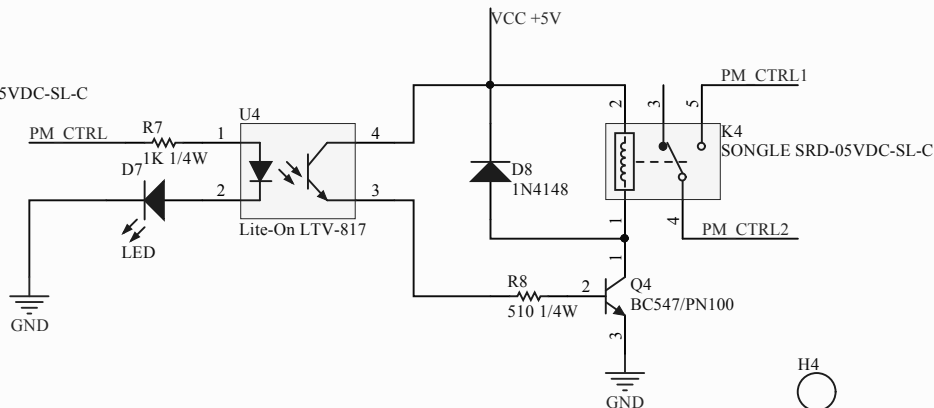 VCC +5V
5VDC-SL-C
PM_CTRL
R7
1K 1/4W
D7
LED
GND
U4
1
2
4
3
Lite-On LTV-817
D8
1N4148
2
3
5
PM_CTRL1
K4
SONGLE SRD-05VDC-SL-C
1
4
PM_CTRL2
R8
510 1/4W
1
2
3
Q4
BC547/PN100
GND
H4